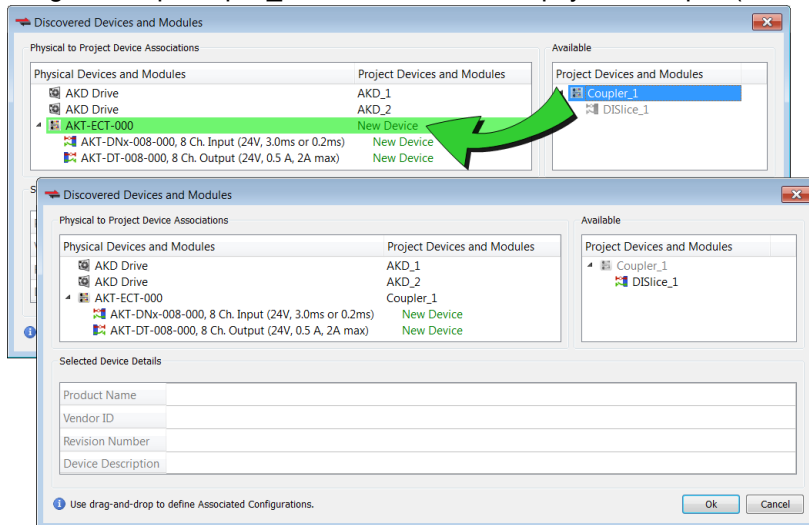 Discovered Devices and Modules
Physical to Project Device Associations
Available
Physical Devices and Modules Project Devices and Modules
Project Devices and Modules
AKD Drive AKD_1
Coupler_1
AKD Drive AKD_2
DISlice_1
AKT-ECT-000 New Device
AKT-DNx-008-000, 8 Ch. Input (24V, 3.0ms or 0.2ms) New Device
AKT-DT-008-000, 8 Ch. Output (24V, 0.5 A, 2A max) New Device
Discovered Devices and Modules
Physical to Project Device Associations
Available
Physical Devices and Modules Project Devices and Modules
Project Devices and Modules
AKD Drive AKD_1
Coupler_1
AKD Drive AKD_2
DISlice_1
AKT-ECT-000 Coupler_1
AKT-DNx-008-000, 8 Ch. Input (24V, 3.0ms or 0.2ms) New Device
AKT-DT-008-000, 8 Ch. Output (24V, 0.5 A, 2A max) New Device
Selected Device Details
Product Name
Vendor ID
Revision Number
Device Description
Use drag-and-drop to define Associated Configurations.
Ok Cancel